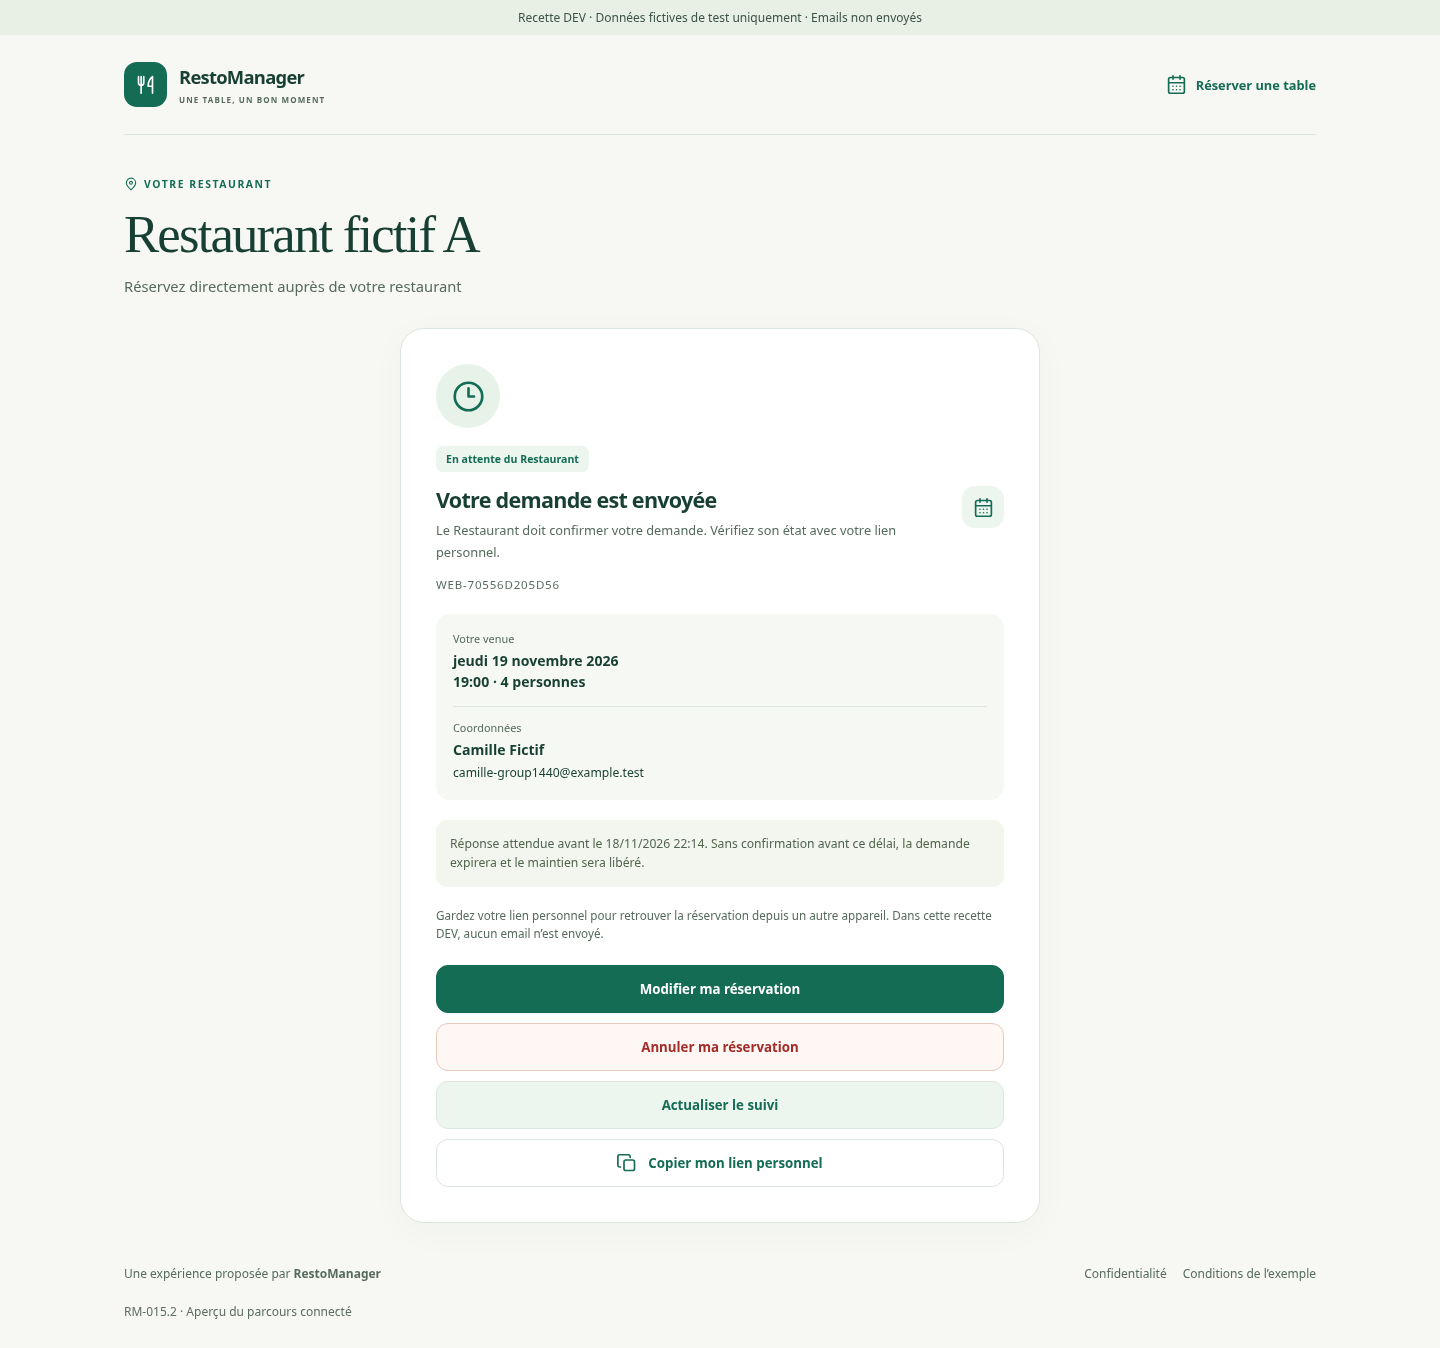 Recette DEV · Données fictives de test uniquement · Emails non envoyés
RestoManager
UNE TABLE, UN BON MOMENT
Réserver une table
VOTRE RESTAURANT
Restaurant fictif A
Réservez directement auprès de votre restaurant
En attente du Restaurant
Votre demande est envoyée
Le Restaurant doit confirmer votre demande. Vérifiez son état avec votre lien
personnel.
WEB-70556D205D56
Votre venue
jeudi 19 novembre 2026
19:00 · 4 personnes
Coordonnées
Camille Fictif
camille-group1440@example.test
Réponse attendue avant le 18/11/2026 22:14. Sans confirmation avant ce délai, la demande
expirera et le maintien sera libéré.
Gardez votre lien personnel pour retrouver la réservation depuis un autre appareil. Dans cette recette
DEV, aucun email n’est envoyé.
Modifier ma réservation
Annuler ma réservation
Actualiser le suivi
Copier mon lien personnel
Une expérience proposée par RestoManager
Confidentialité
Conditions de l’exemple
RM-015.2 · Aperçu du parcours connecté